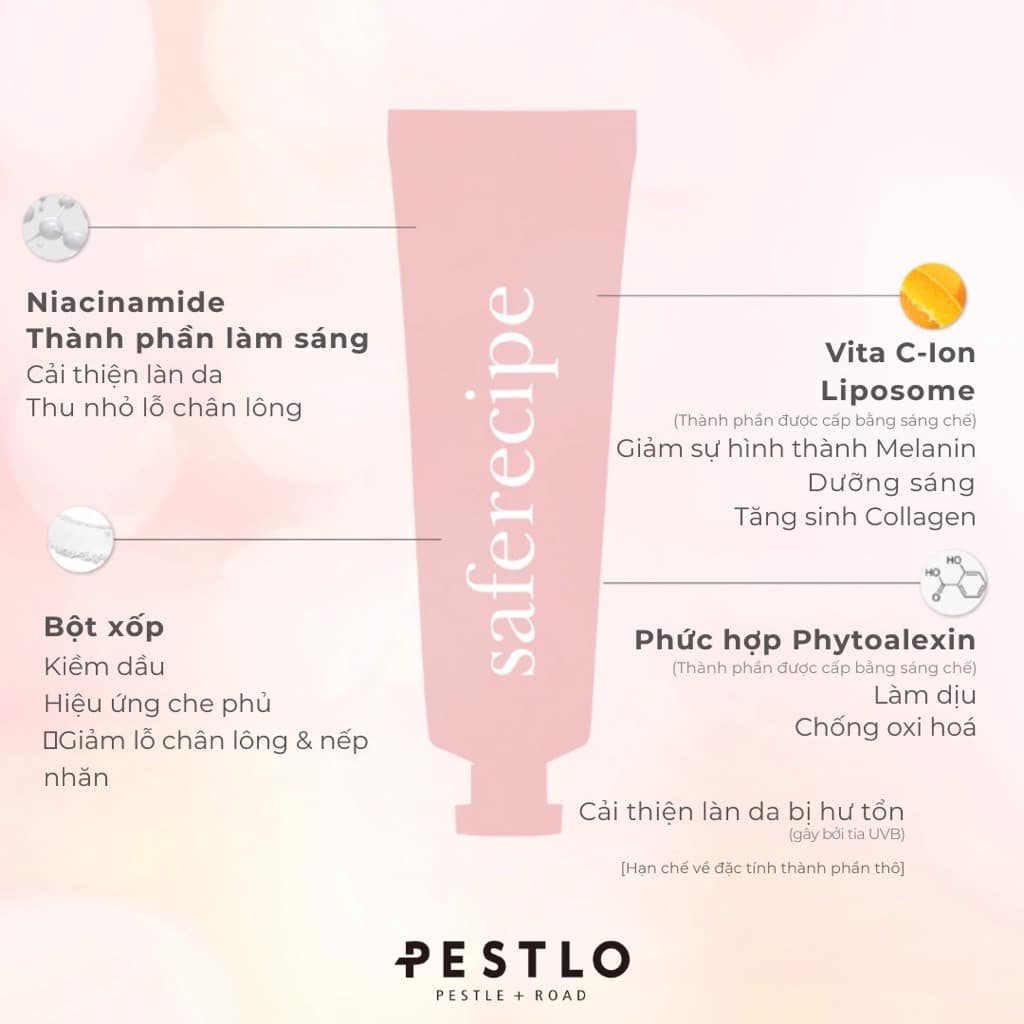 Niacinamide
Thành phần làm sáng
Cải thiện làn da
Thu nhỏ lỗ chân lông
Bột xốp
Kiềm dầu
Hiệu ứng che phủ
Giảm lỗ chân lông & nếp
nhăn
saferecipe
Vita C-Ion
Liposome
(Thành phần được cấp bằng sáng chế)
Giảm sự hình thành Melanin
Dưỡng sáng
Tăng sinh Collagen
HO
HO
O
Phức hợp Phytoalexin
(Thành phần được cấp bằng sáng chế)
Làm dịu
Chống oxi hoá
Cải thiện làn da bị hư tổn
(gây bởi tia UVB)
[Hạn chế về đặc tính thành phần thô]
PESTLO
PESTLE + ROAD